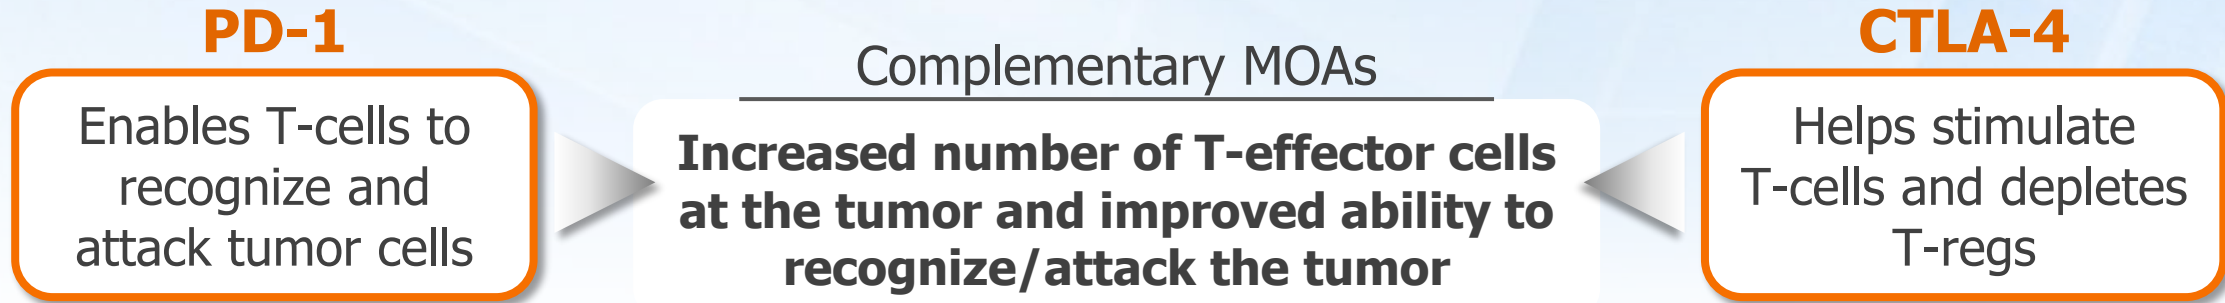 PD-1
Enables T-cells to
recognize and
attack tumor cells
Complementary MOAs
Increased number of T-effector cells
at the tumor and improved ability to
recognize/attack the tumor
CTLA-4
Helps stimulate
T-cells and depletes
T-regs